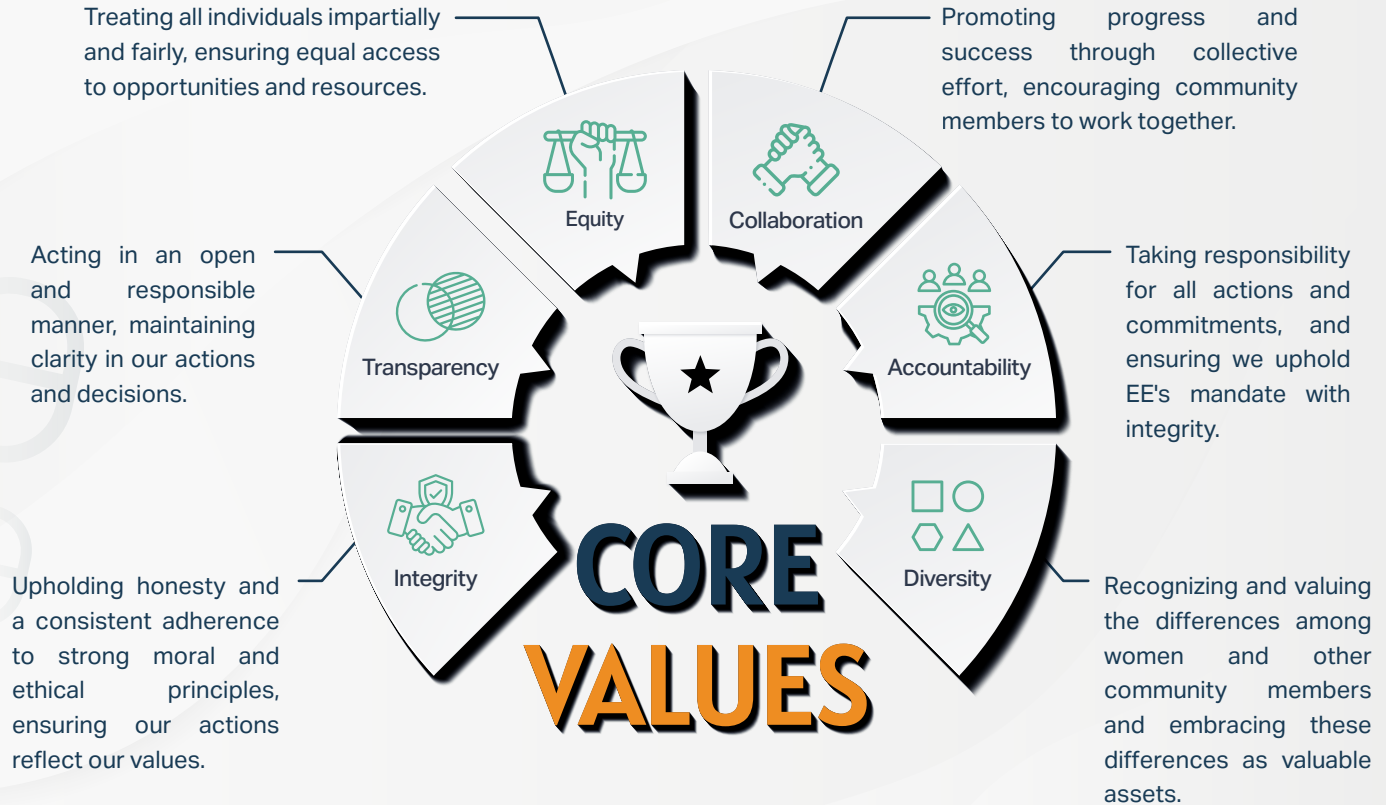 Treating all individuals impartially
and fairly, ensuring equal access
to opportunities and resources.
Promoting progress and
success through collective
effort, encouraging community
members to work together.
Equity
Collaboration
Acting in an open
and responsible
manner, maintaining
clarity in our actions
and decisions.
Transparency
Accountability
Taking responsibility
for all actions and
commitments, and
ensuring we uphold
EE's mandate with
integrity.
Integrity
Diversity
CORE
VALUES
Upholding honesty and
a consistent adherence
to strong moral and
ethical principles,
ensuring our actions
reflect our values.
Recognizing and valuing
the differences among
women and other
community members
and embracing these
differences as valuable
assets.